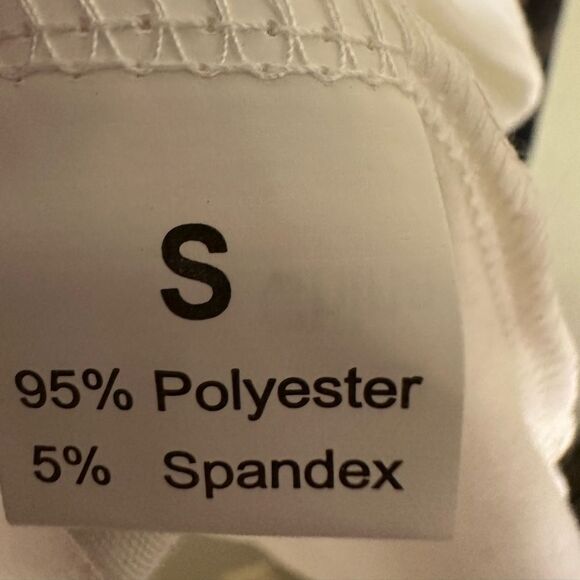 S
95% Polyester
5% Spandex